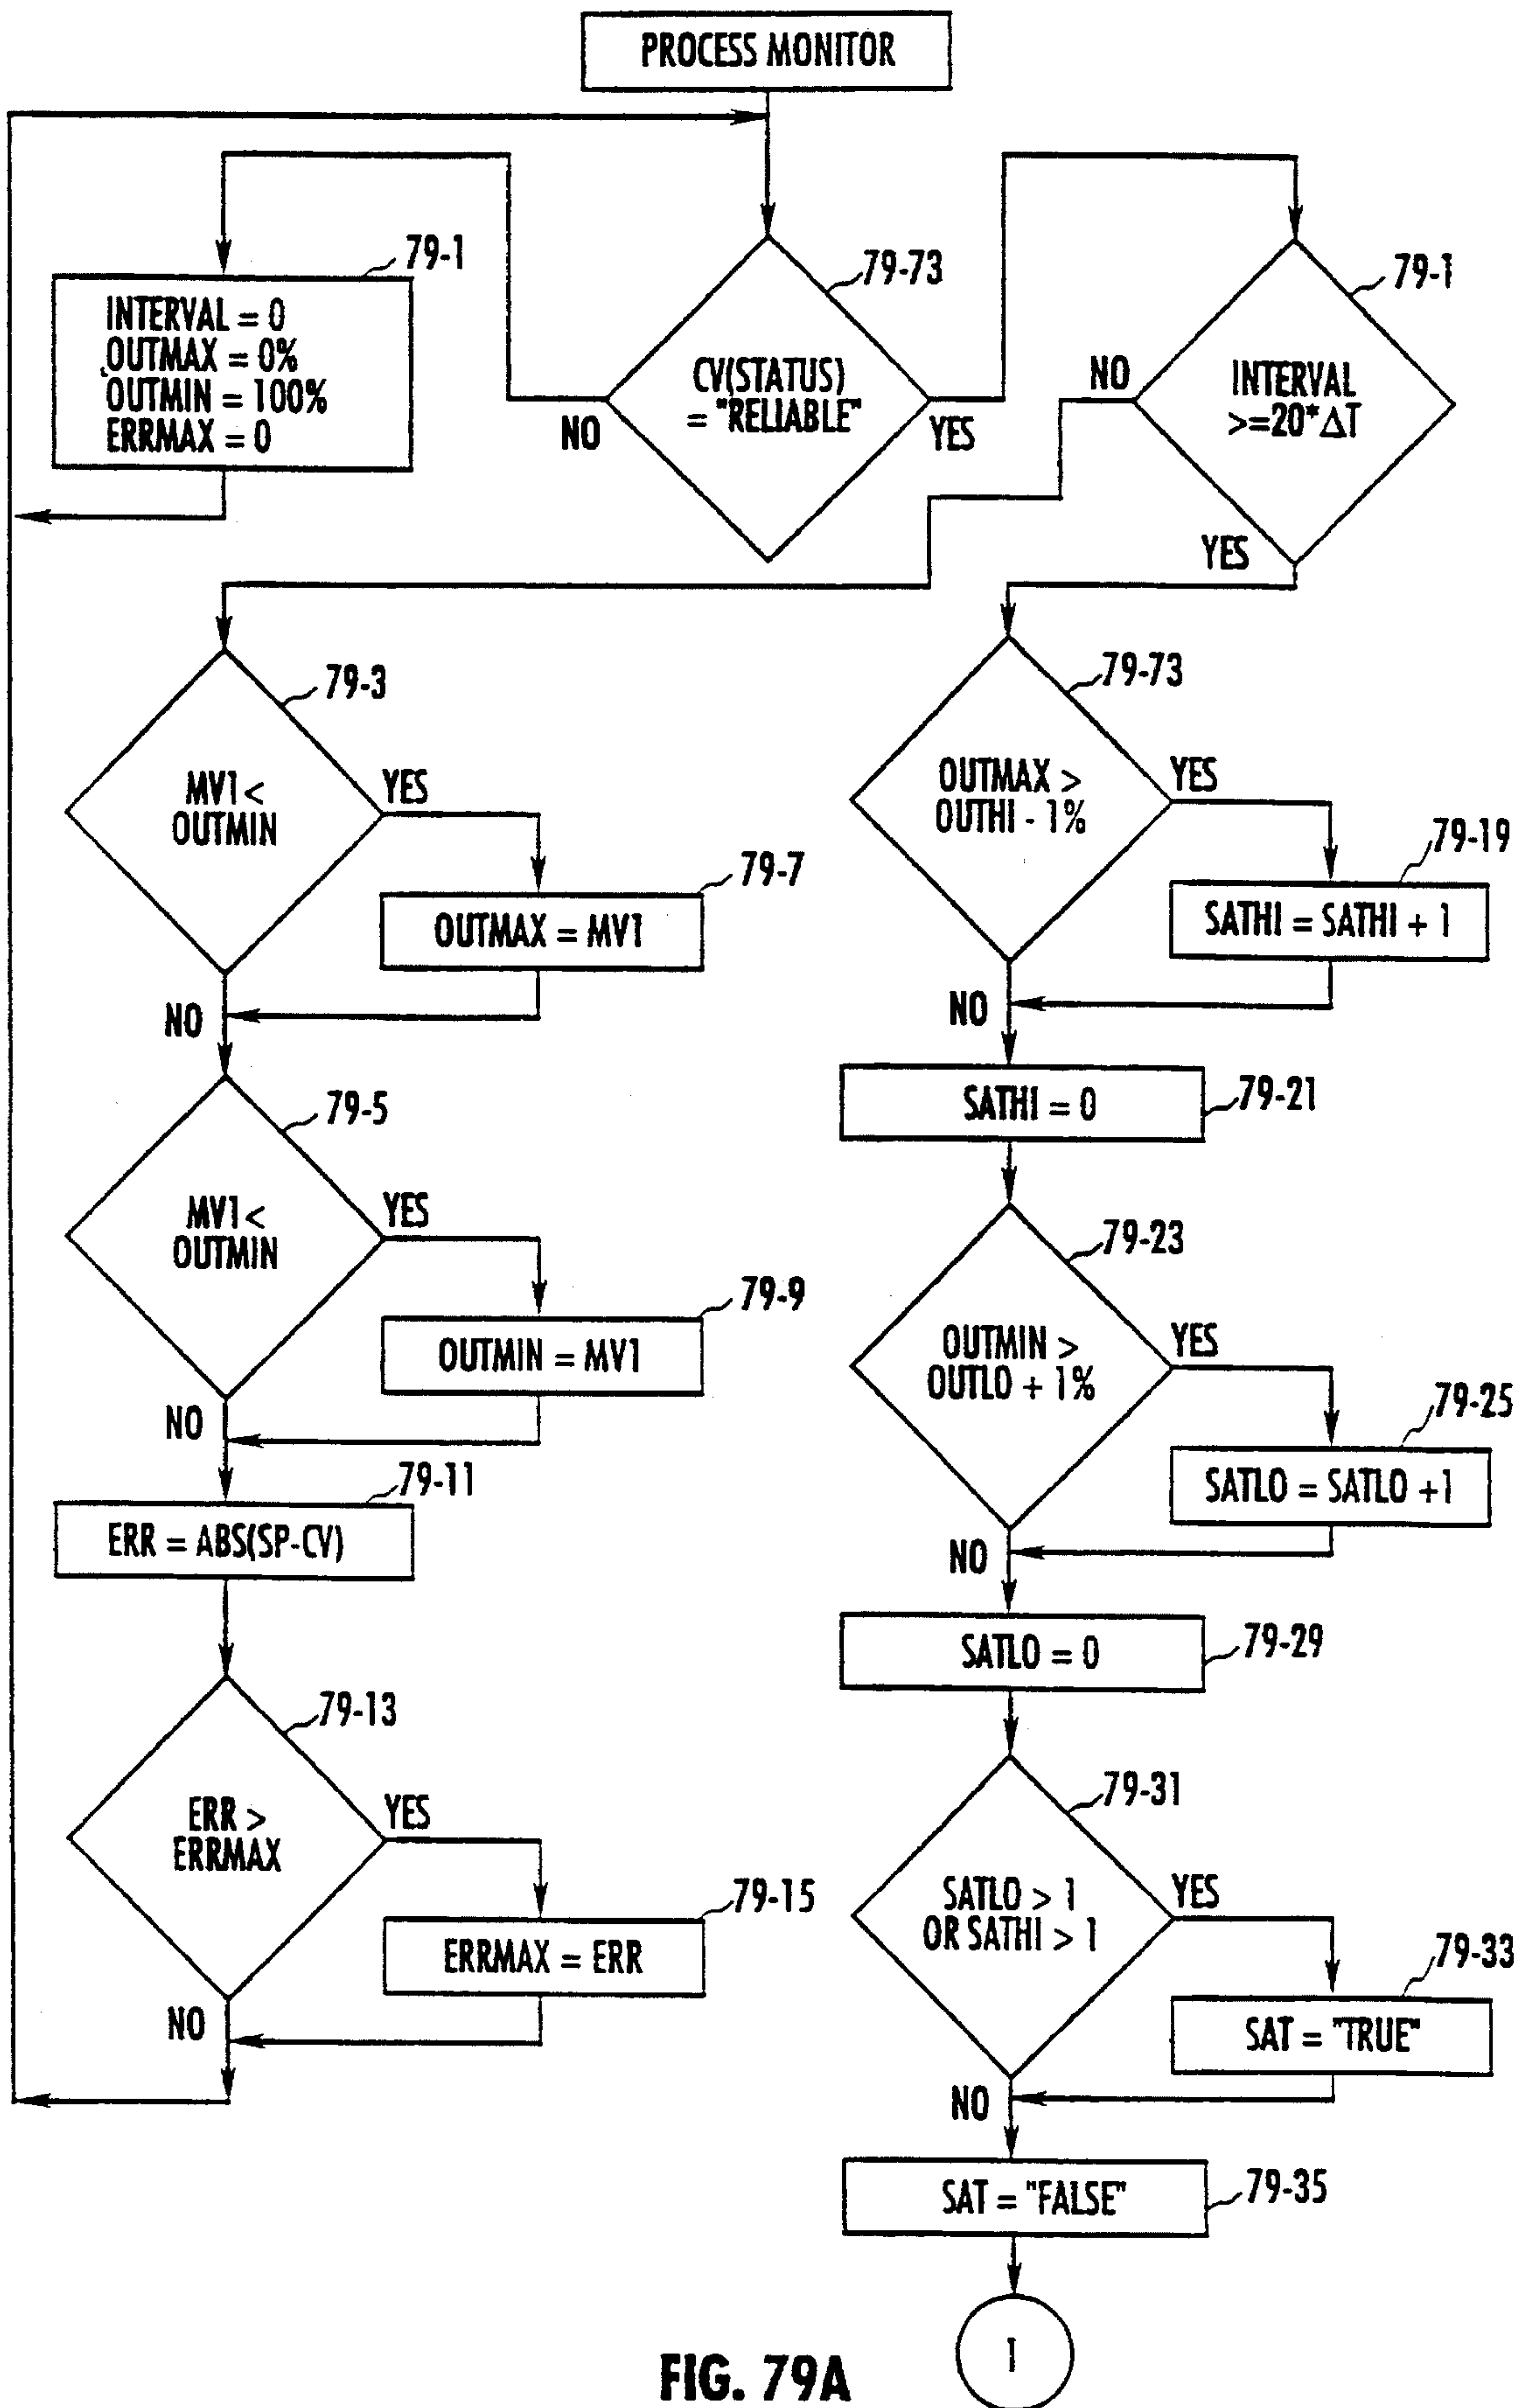 PROCESS MONITOR
79-1
INTERVAL = 0
OUTMAX = 0%
OUTMIN = 100%
ERRMAX = 0
79-73
CV(STATUS)
= "RELIABLE"
NO
YES
79-1
INTERVAL
>=20*ΔT
NO
YES
79-3
MV1 <
OUTMIN
YES
79-7
OUTMAX = MV1
NO
79-5
MV1 <
OUTMIN
YES
79-9
OUTMIN = MV1
NO
79-11
ERR = ABS(SP-CV)
79-13
ERR >
ERRMAX
YES
79-15
ERRMAX = ERR
NO
79-73
OUTMAX >
OUTHI - 1%
YES
79-19
SATHI = SATHI + 1
NO
SATHI = 0
79-21
79-23
OUTMIN >
OUTLO + 1%
YES
79-25
SATLO = SATLO +1
NO
SATLO = 0
79-29
79-31
SATLO > 1
OR SATHI > 1
YES
79-33
SAT = "TRUE"
NO
SAT = "FALSE"
79-35
1
FIG. 79A